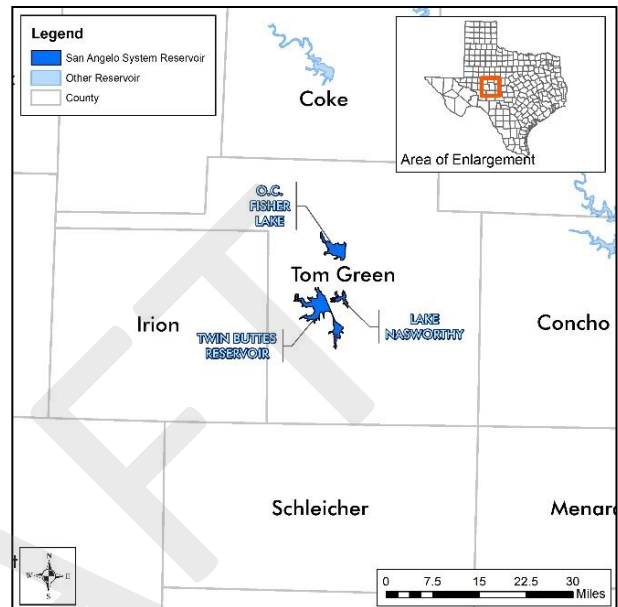 Legend
San Angelo System Reservoir
Other Reservoir
County
Coke
Area of Enlargement
O.C.
FISHER
LAKE
Tom Green
Irion
TWIN BUTTES
RESERVOIR
LAKE
NASWORTHY
Concho
Schleicher
Menard
N
W E
S
0 7.5 15 22.5 30
Miles